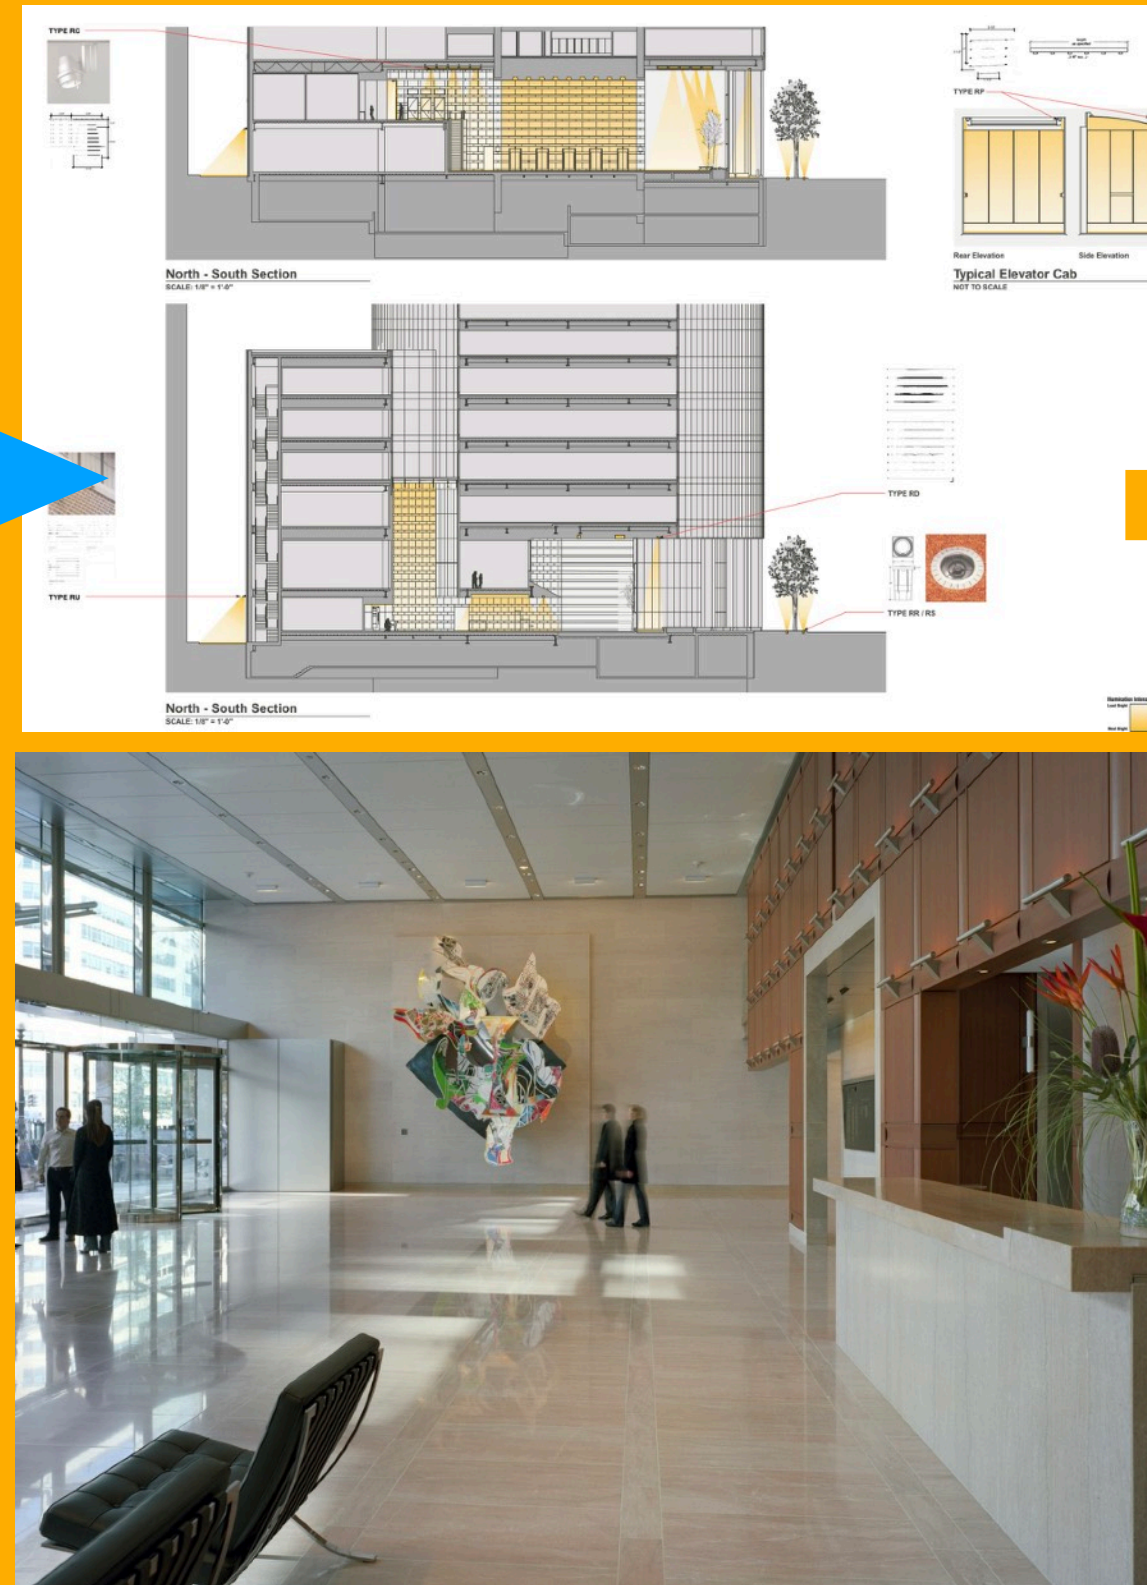 TYPE RG
TYPE RP
Rear Elevation
Side Elevation
Typical Elevator Cab
NOT TO SCALE
North - South Section
SCALE: 1/8" = 1'-0"
TYPE RD
TYPE RU
TYPE RR / RS
North - South Section
SCALE: 1/8" = 1'-0"